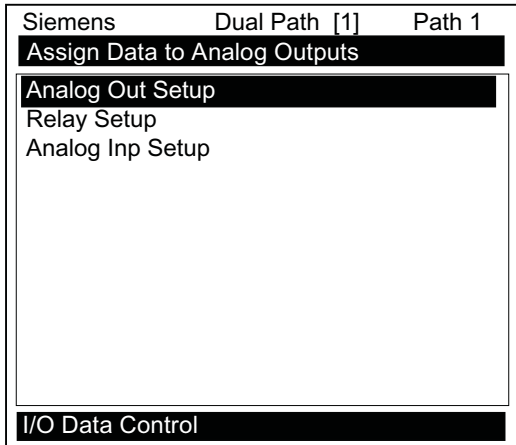 Siemens Dual Path [1] Path 1
Assign Data to Analog Outputs
Analog Out Setup
Relay Setup
Analog Inp Setup
I/O Data Control